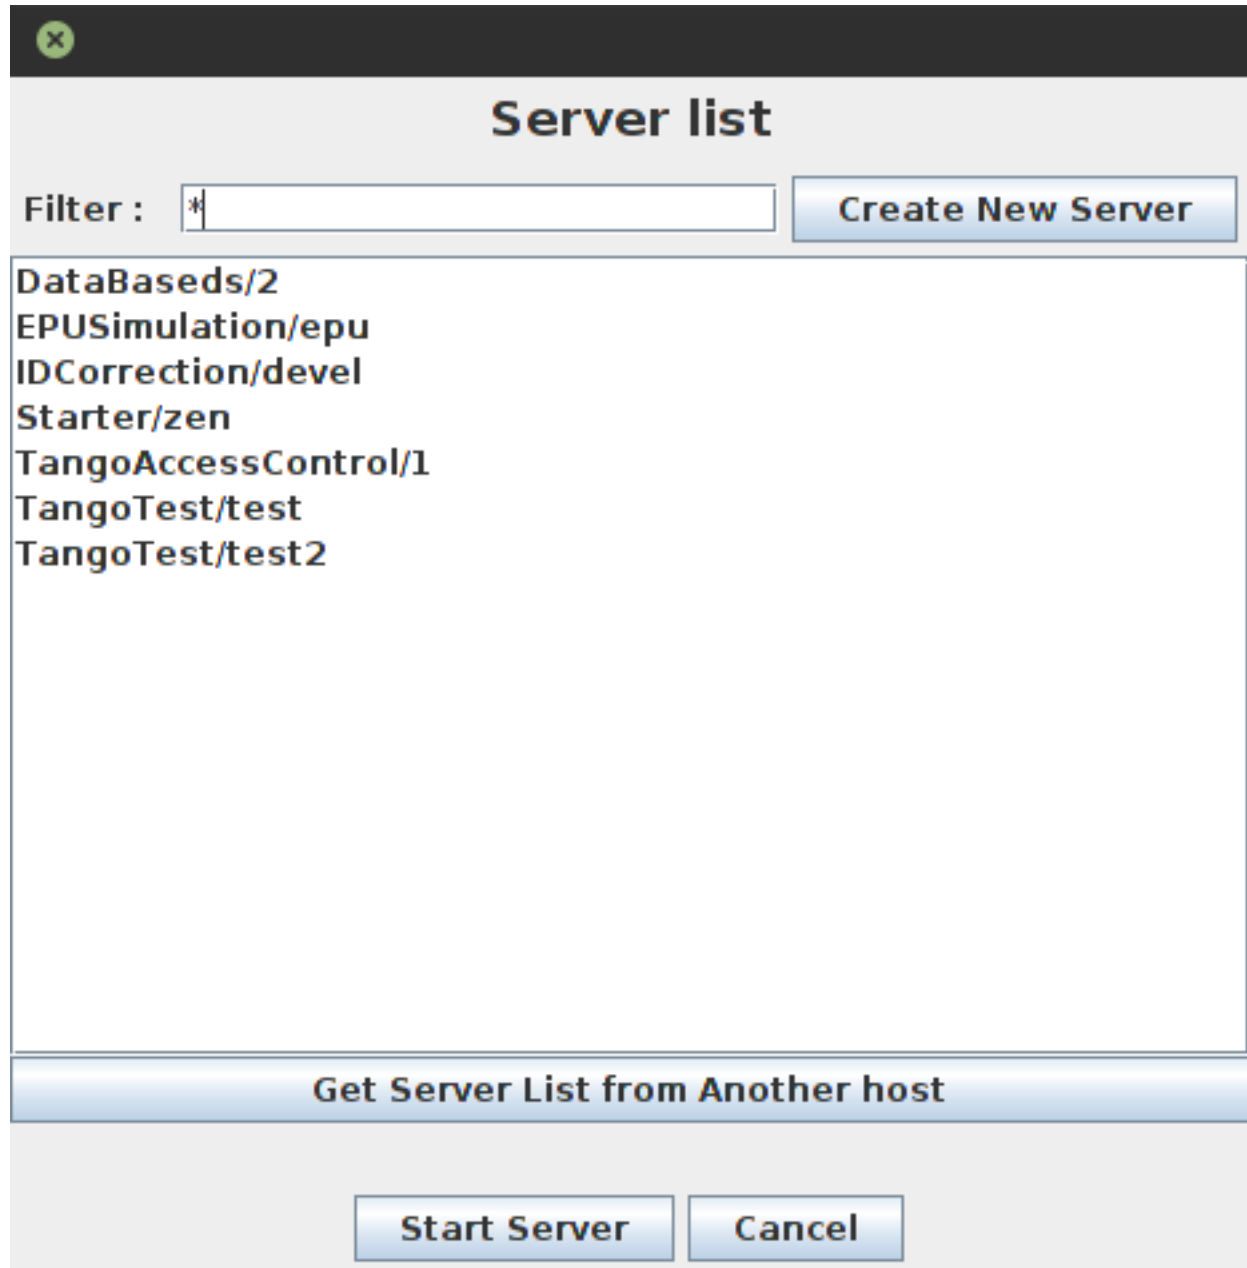 Server list
Filter : * Create New Server
DataBaseds/2
EPUSimulation/epu
IDCorrection/devel
Starter/zen
TangoAccessControl/1
TangoTest/test
TangoTest/test2
Get Server List from Another host
Start Server Cancel